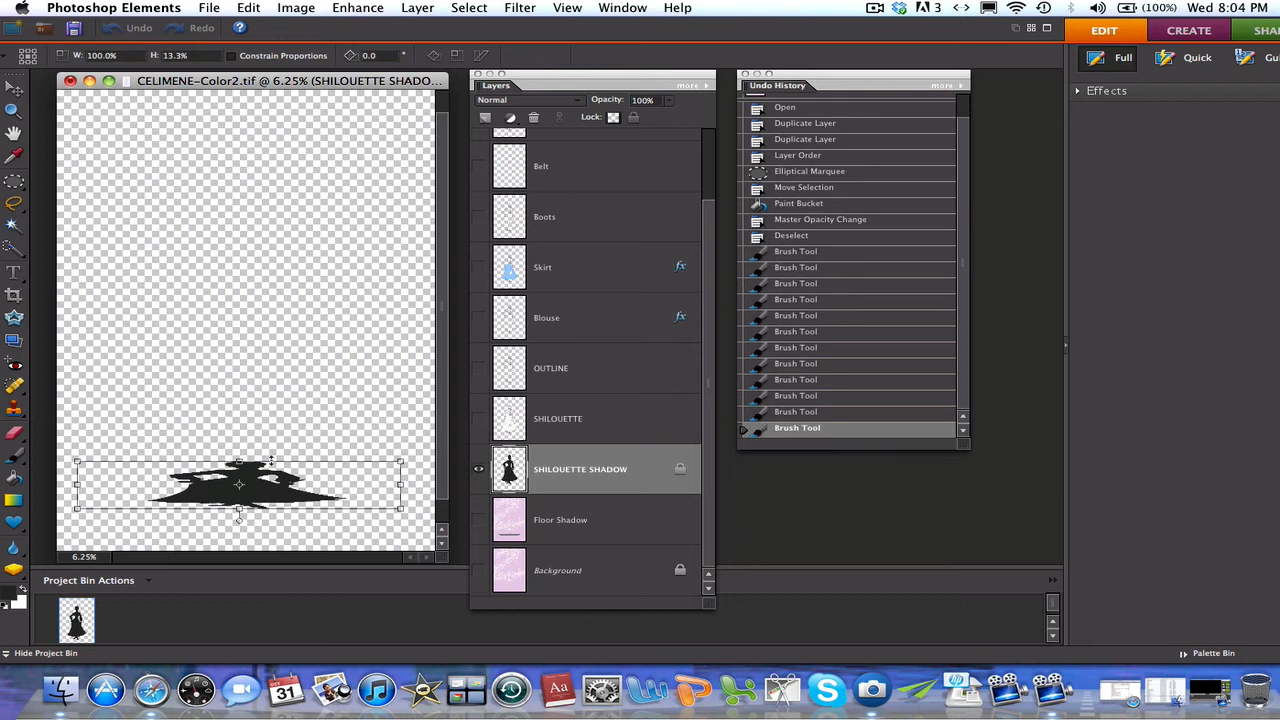 Photoshop Elements File Edit Image Enhance Layer Select Filter View Window Help 3 (100%) Wed 8:04 PM
Undo Redo EDIT CREATE
W: 100.0% H: 13.3% Constrain Proportions 0.0 ° Full Quick
CELIMENE-Color2.tif @ 6.25% (SHILOUETTE SHADO...
Layers more
Normal Opacity: 100%
Lock:
Belt
Boots
Skirt fx
Blouse fx
OUTLINE
SHILOUETTE
SHILOUETTE SHADOW
Floor Shadow
Background
Undo History more
Open
Duplicate Layer
Duplicate Layer
Layer Order
Elliptical Marquee
Move Selection
Paint Bucket
Master Opacity Change
Deselect
Brush Tool
Brush Tool
Brush Tool
Brush Tool
Brush Tool
Brush Tool
Brush Tool
Brush Tool
Brush Tool
Brush Tool
Brush Tool
Brush Tool
Effects
6.25%
Project Bin Actions
Hide Project Bin Palette Bin
OCT
31
Aa